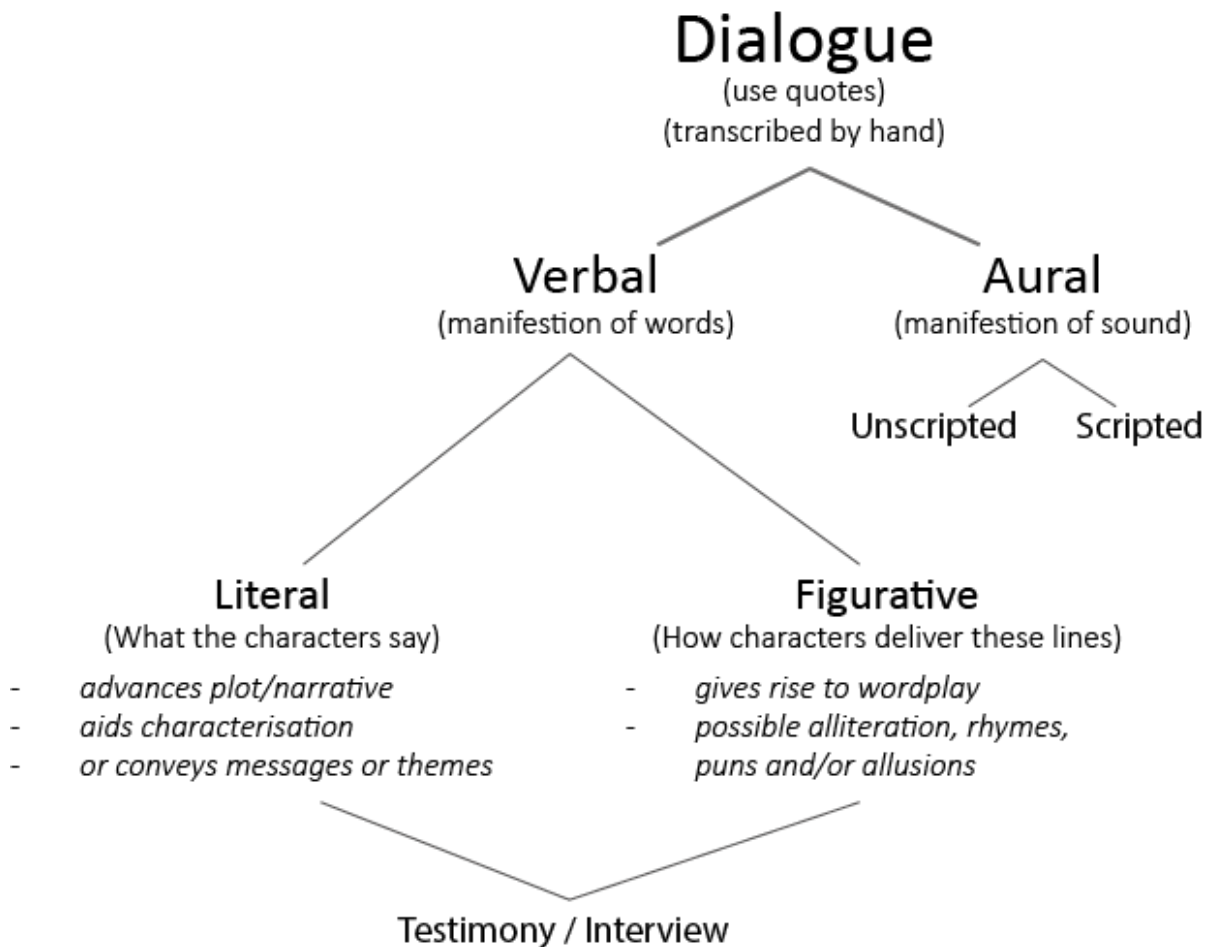 Dialogue
(use quotes)
(transcribed by hand)
Verbal
(manifestion of words)
Aural
(manifestion of sound)
Unscripted
Scripted
Literal
(What the characters say)
- advances plot/narrative
- aids characterisation
- or conveys messages or themes
Figurative
(How characters deliver these lines)
- gives rise to wordplay
- possible alliteration, rhymes,
puns and/or allusions
Testimony / Interview